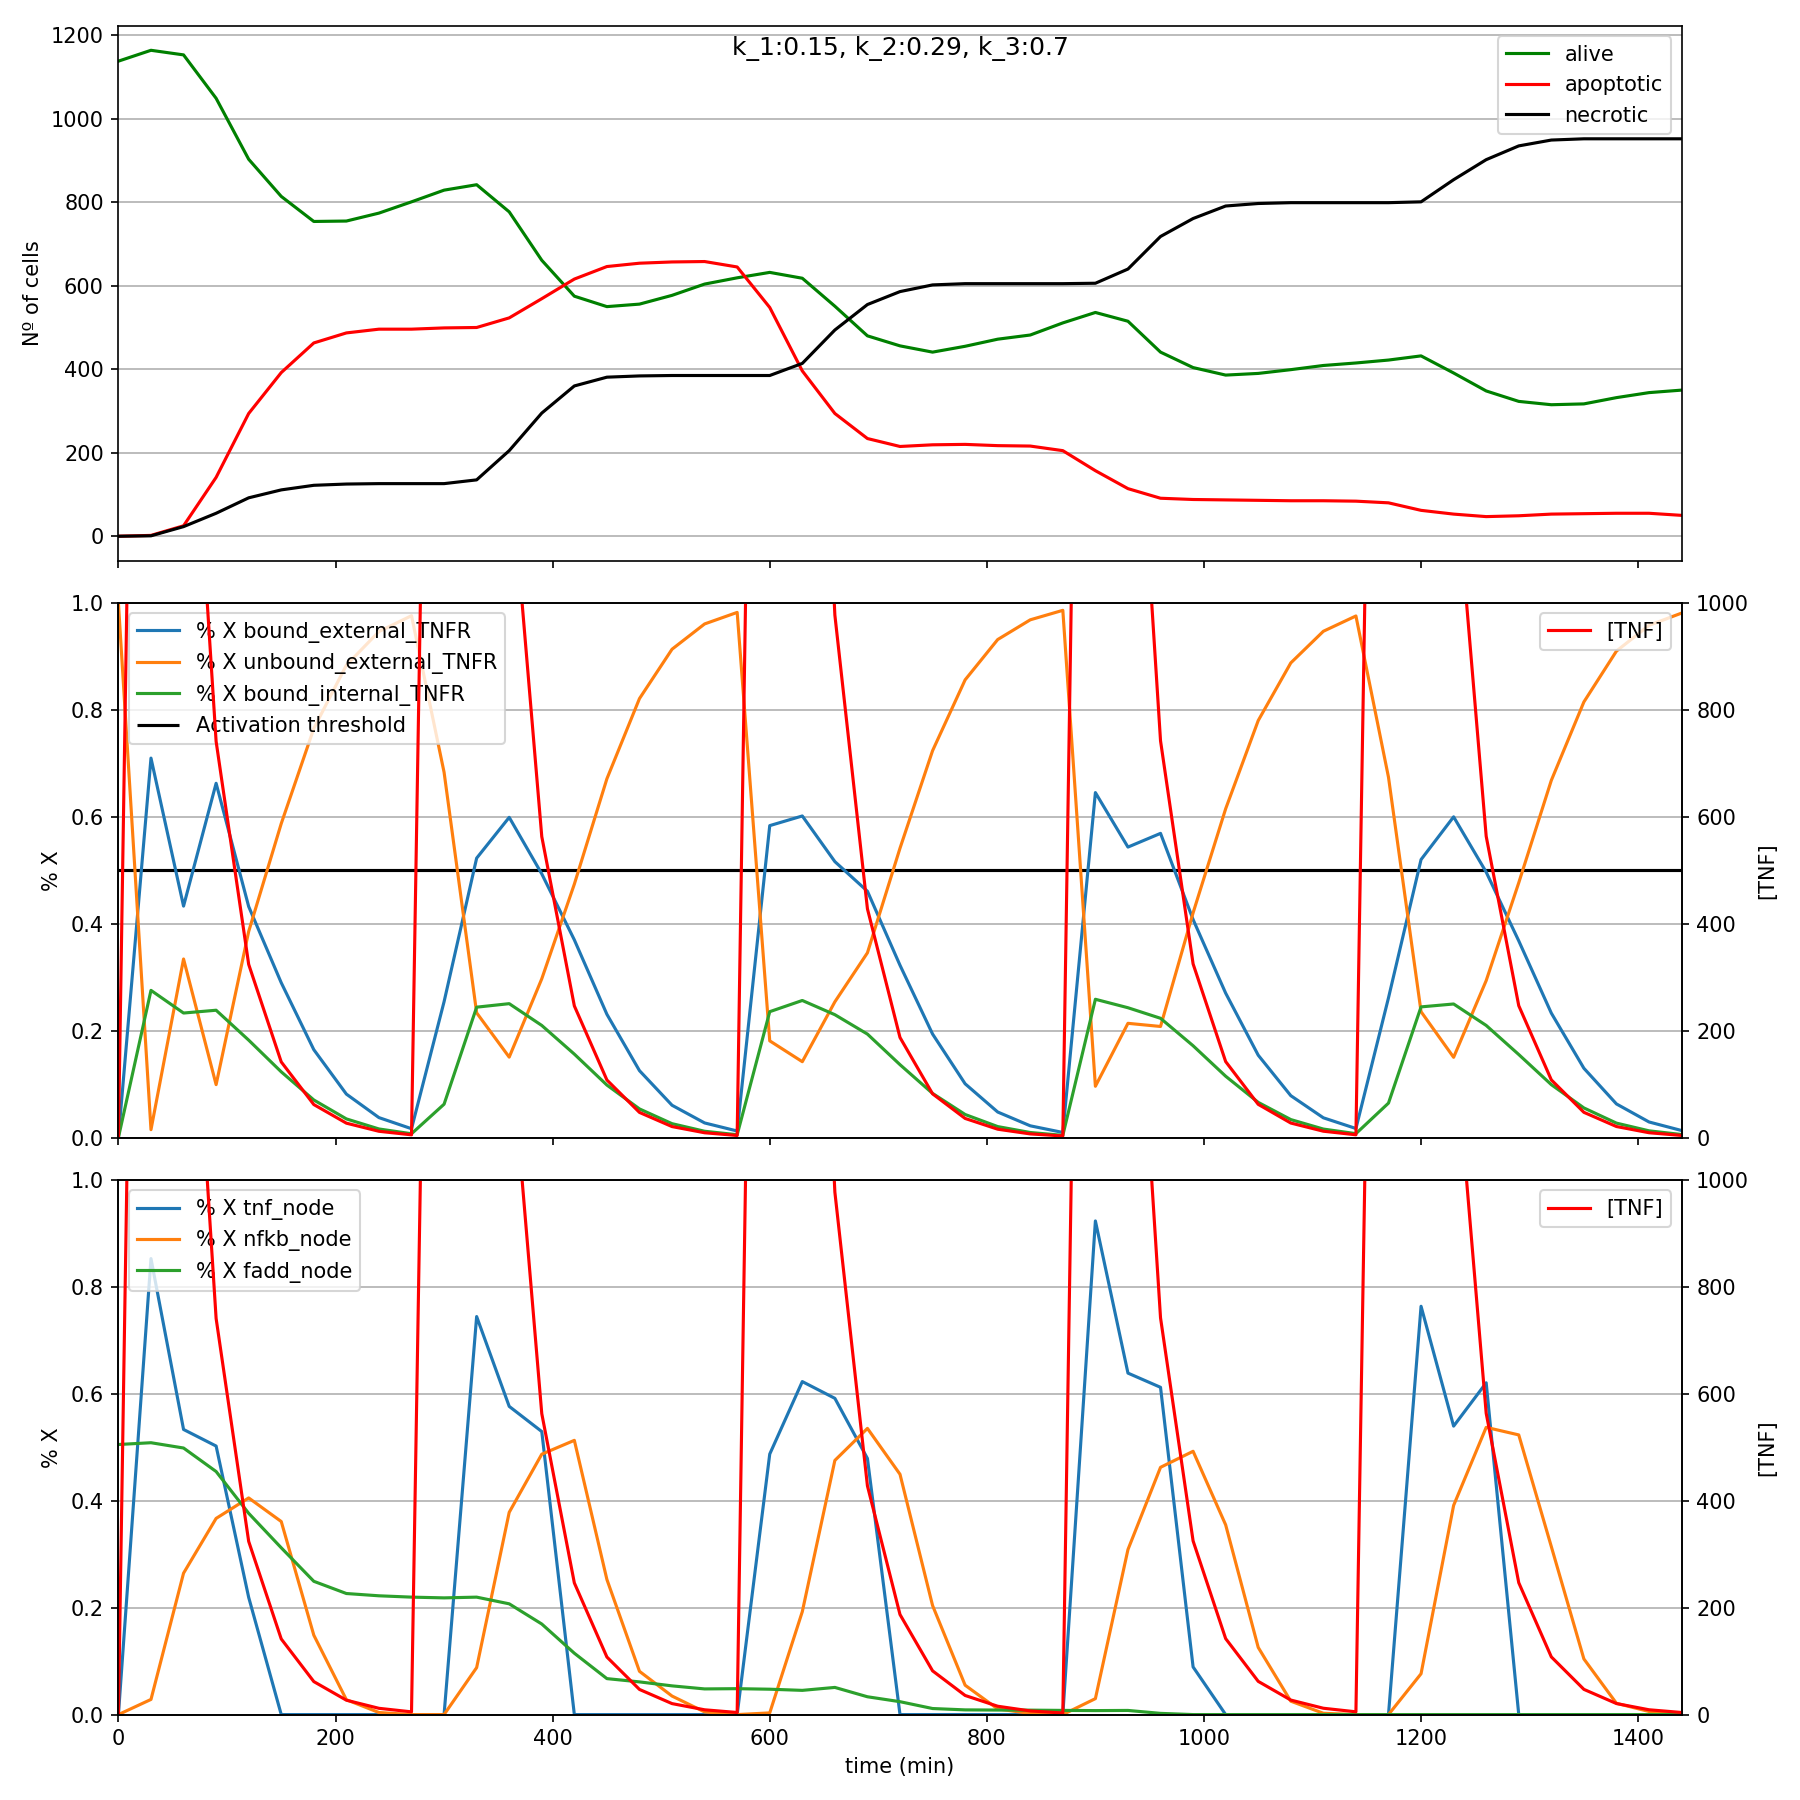 k_1:0.15, k_2:0.29, k_3:0.7
alive
apoptotic
necrotic
1200
1000
800
600
400
200
0
Nº of cells
% X bound_external_TNFR
% X unbound_external_TNFR
% X bound_internal_TNFR
Activation threshold
[TNF]
1.0
0.8
0.6
0.4
0.2
0.0
% X
1000
800
600
400
200
0
[TNF]
% X tnf_node
% X nfkb_node
% X fadd_node
[TNF]
1.0
0.8
0.6
0.4
0.2
0.0
% X
1000
800
600
400
200
0
[TNF]
0 200 400 600 800 1000 1200 1400
time (min)